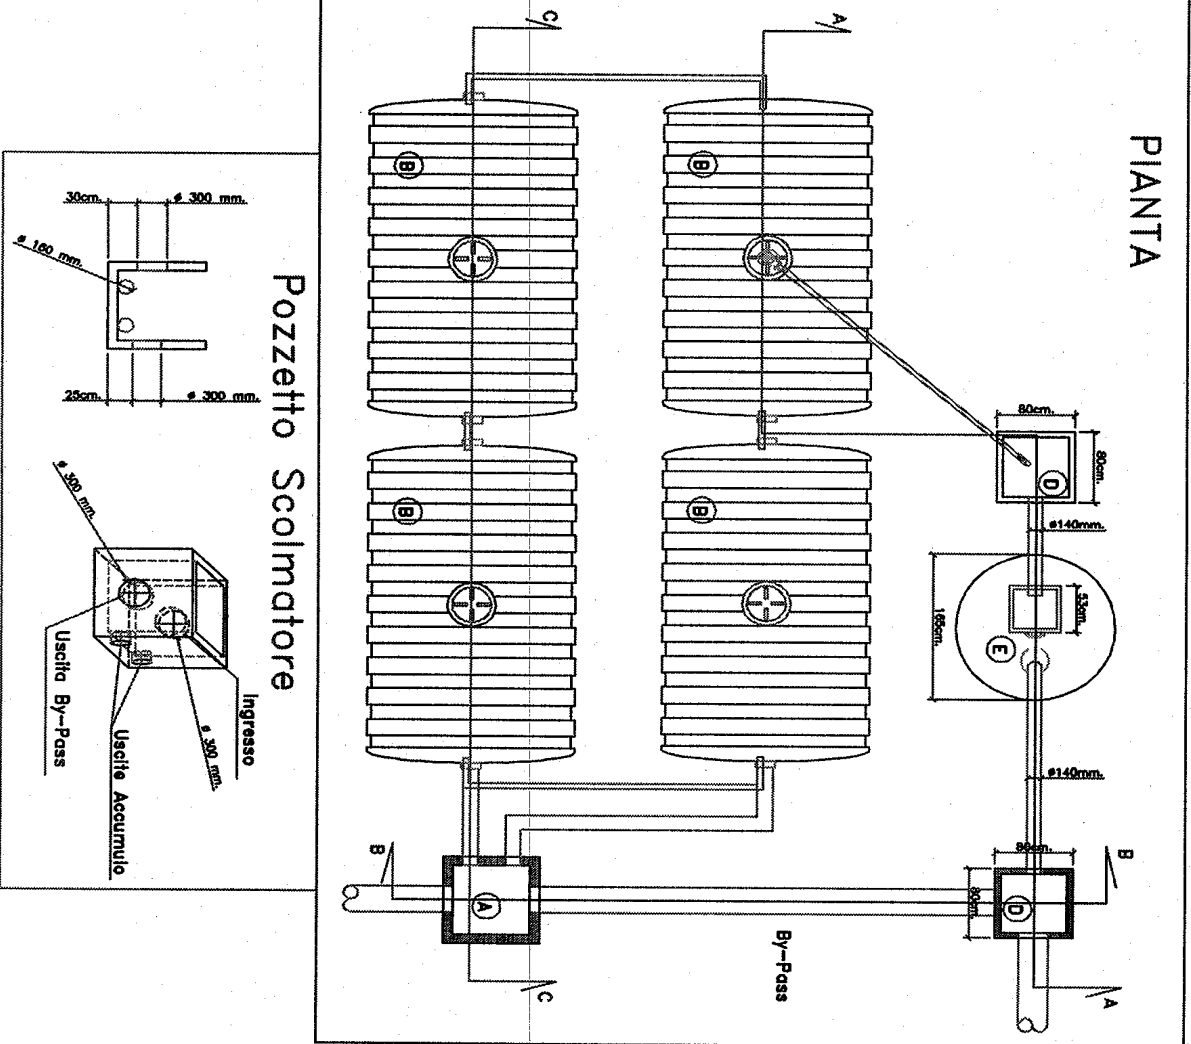 PIANTA
A
C
B
B
B
B
80cm.
80cm.
D
ø140mm.
53cm.
165cm.
E
ø140mm.
80cm.
80cm.
D
B
B
A
By-Pass
A
C
Pozzetto Scolmatore
30cm.
ø 300 mm.
ø 160 mm.
25cm.
ø 300 mm.
ø 300 mm.
ø 300 mm.
Ingresso
Uscite Accumulo
Uscita By-Pass